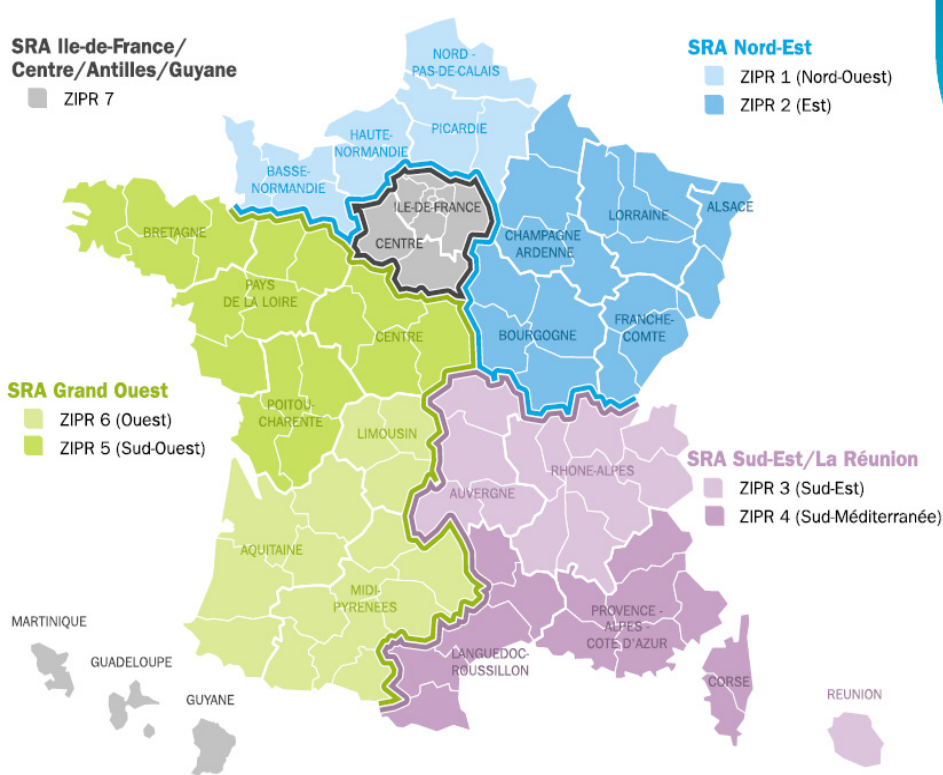 SRA Ile-de-France/
Centre/Antilles/Guyane
ZIPR 7
SRA Nord-Est
ZIPR 1 (Nord-Ouest)
ZIPR 2 (Est)
NORD -
PAS-DE-CALAIS
PICARDIE
HAUTE-
NORMANDIE
BASSE-
NORMANDIE
ILE-DE-FRANCE
CENTRE
CHAMPAGNE
ARDENNE
LORRAINE
ALSACE
BRETAGNE
PAYS
DE LA LOIRE
CENTRE
BOURGOGNE
FRANCHE-
COMTE
SRA Grand Ouest
ZIPR 6 (Ouest)
ZIPR 5 (Sud-Ouest)
POITOU-
CHARENTE
LIMOUSIN
AUVERGNE
RHONE-ALPES
SRA Sud-Est/La Réunion
ZIPR 3 (Sud-Est)
ZIPR 4 (Sud-Méditerranée)
AQUITAINE
MIDI-
PYRENEES
LANGUEDOC-
ROUSSILLON
PROVENCE -
ALPES -
COTE D'AZUR
CORSE
MARTINIQUE
GUADELOUPE
GUYANE
REUNION